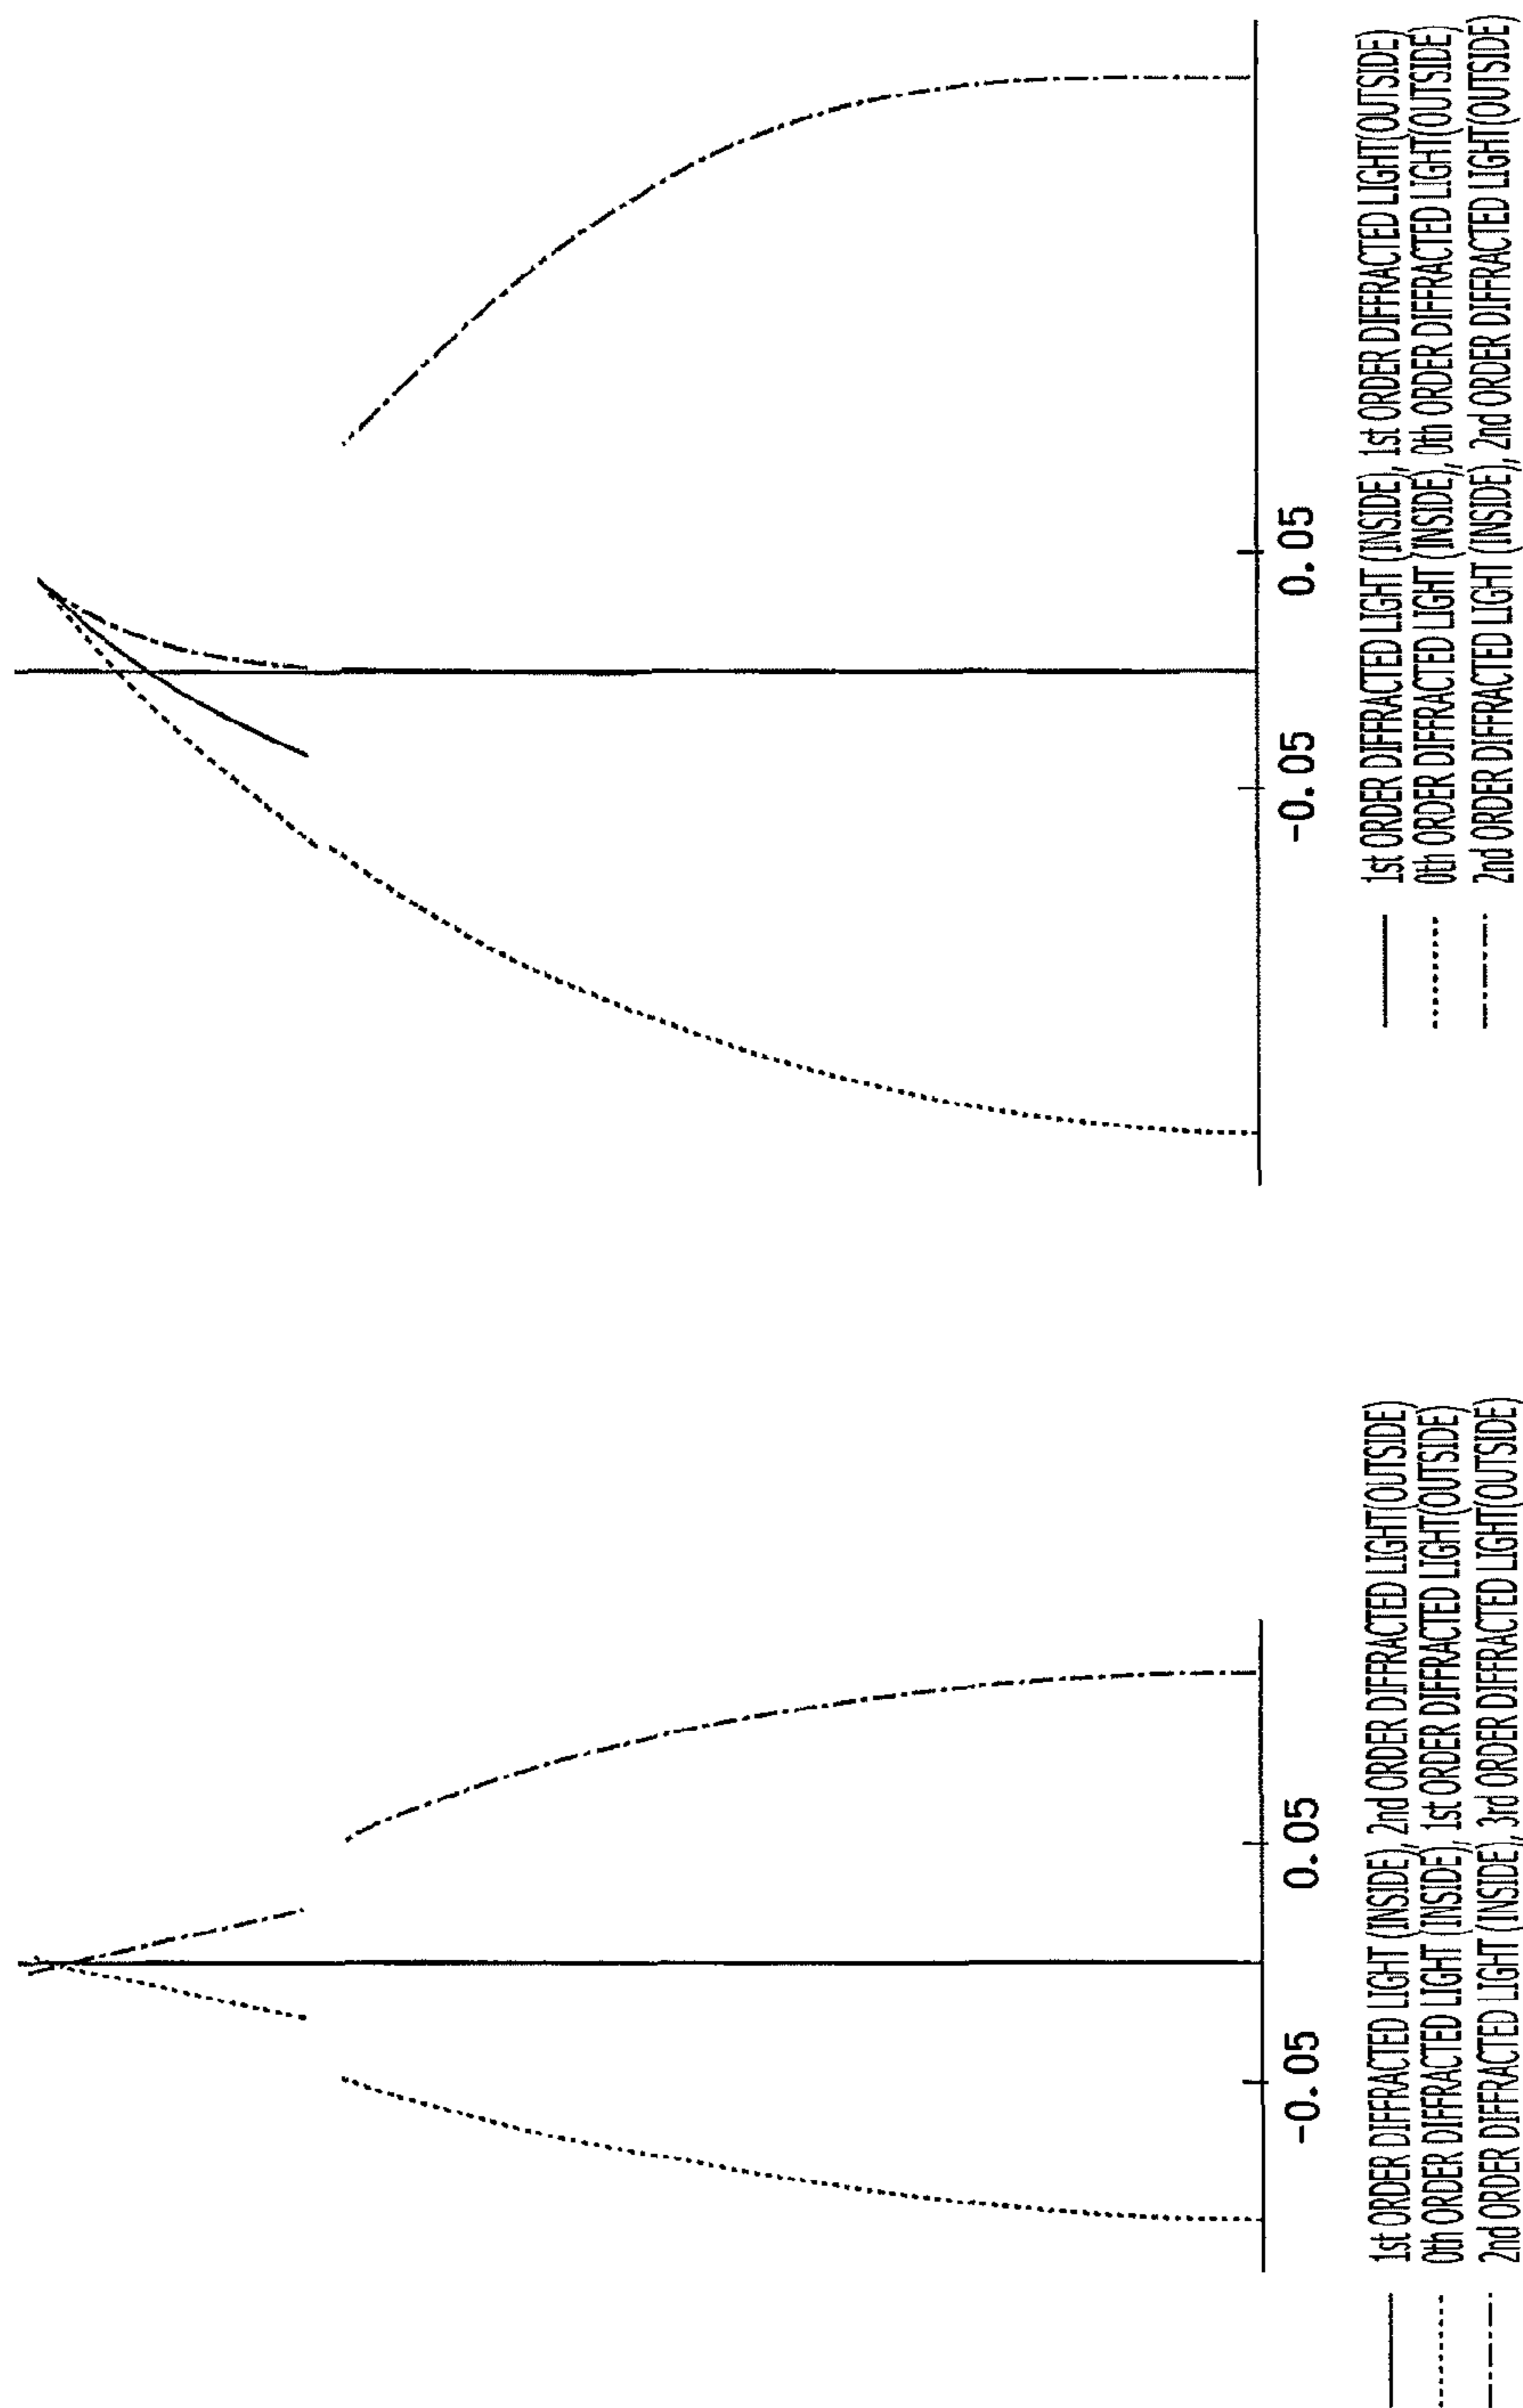 0.05
-0.05
1st ORDER DIFFRACTED LIGHT (INSIDE), 1st ORDER DIFFRACTED LIGHT(OUTSIDE)
0th ORDER DIFFRACTED LIGHT (INSIDE), 0th ORDER DIFFRACTED LIGHT(OUTSIDE)
2nd ORDER DIFFRACTED LIGHT (INSIDE), 2nd ORDER DIFFRACTED LIGHT(OUTSIDE)
0.05
-0.05
1st ORDER DIFFRACTED LIGHT (INSIDE), 2nd ORDER DIFFRACTED LIGHT(OUTSIDE)
0th ORDER DIFFRACTED LIGHT (INSIDE), 1st ORDER DIFFRACTED LIGHT(OUTSIDE)
2nd ORDER DIFFRACTED LIGHT (INSIDE), 3rd ORDER DIFFRACTED LIGHT(OUTSIDE)